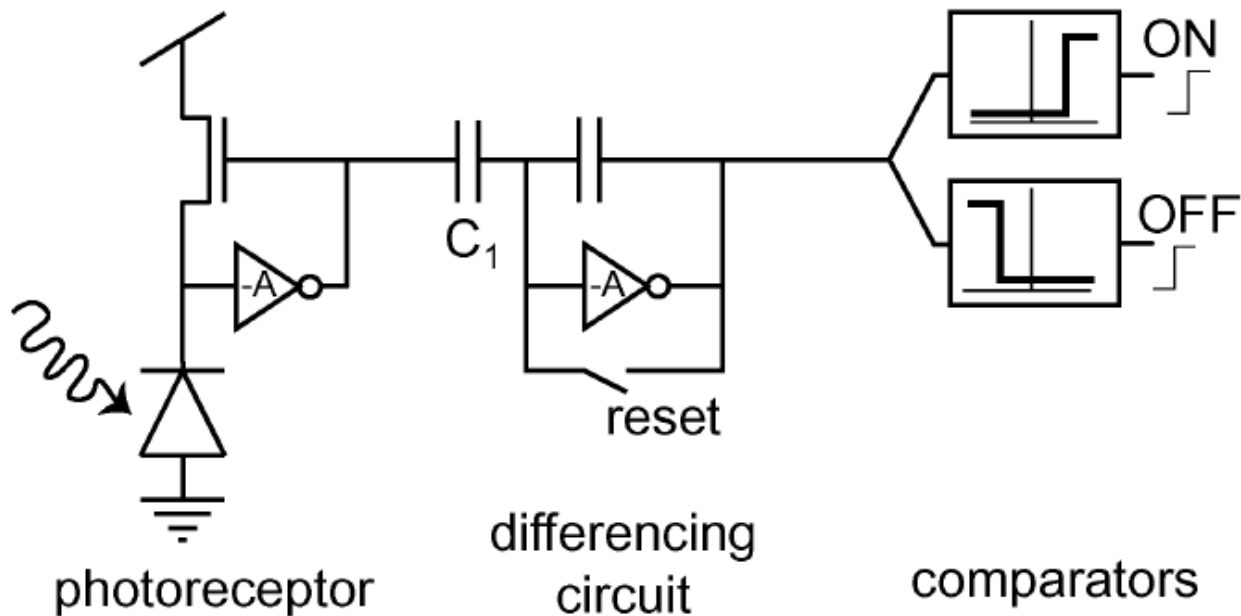 ON
-A
C₁
-A
OFF
reset
photoreceptor
differencing
circuit
comparators